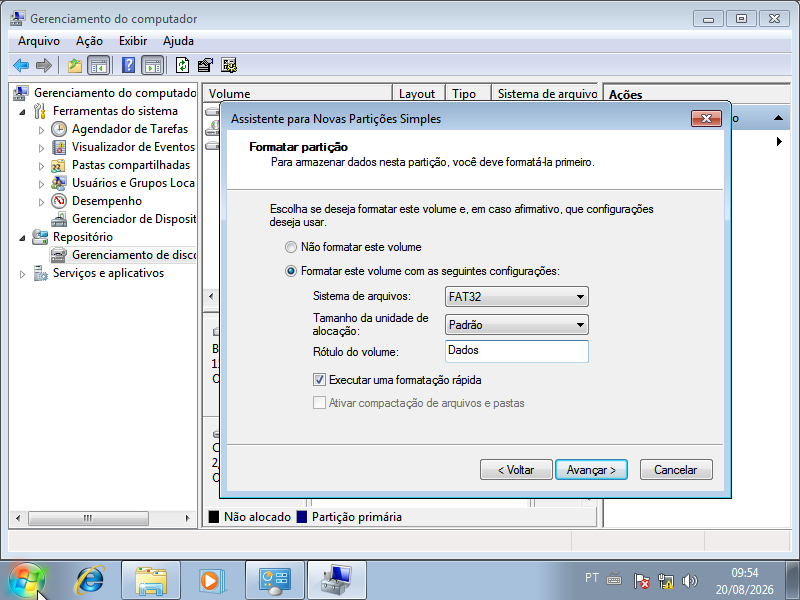 Gerenciamento do computador
Arquivo Ação Exibir Ajuda
Gerenciamento do computado
Ferramentas do sistema
Agendador de Tarefas
Visualizador de Eventos
Pastas compartilhadas
Usuários e Grupos Loca
Desempenho
Gerenciador de Disposit
Repositório
Gerenciamento de disco
Serviços e aplicativos
Volume Layout Tipo Sistema de arquivo
Ações
o
Assistente para Novas Partições Simples
Formatar partição
Para armazenar dados nesta partição, você deve formatá-la primeiro.
Escolha se deseja formatar este volume e, em caso afirmativo, que configurações
deseja usar.
Não formatar este volume
Formatar este volume com as seguintes configurações:
Sistema de arquivos: FAT32
Tamanho da unidade de
alocação: Padrão
Rótulo do volume: Dados
Executar uma formatação rápida
Ativar compactação de arquivos e pastas
< Voltar Avançar > Cancelar
Não alocado Partição primária
PT
09:54
20/08/2026